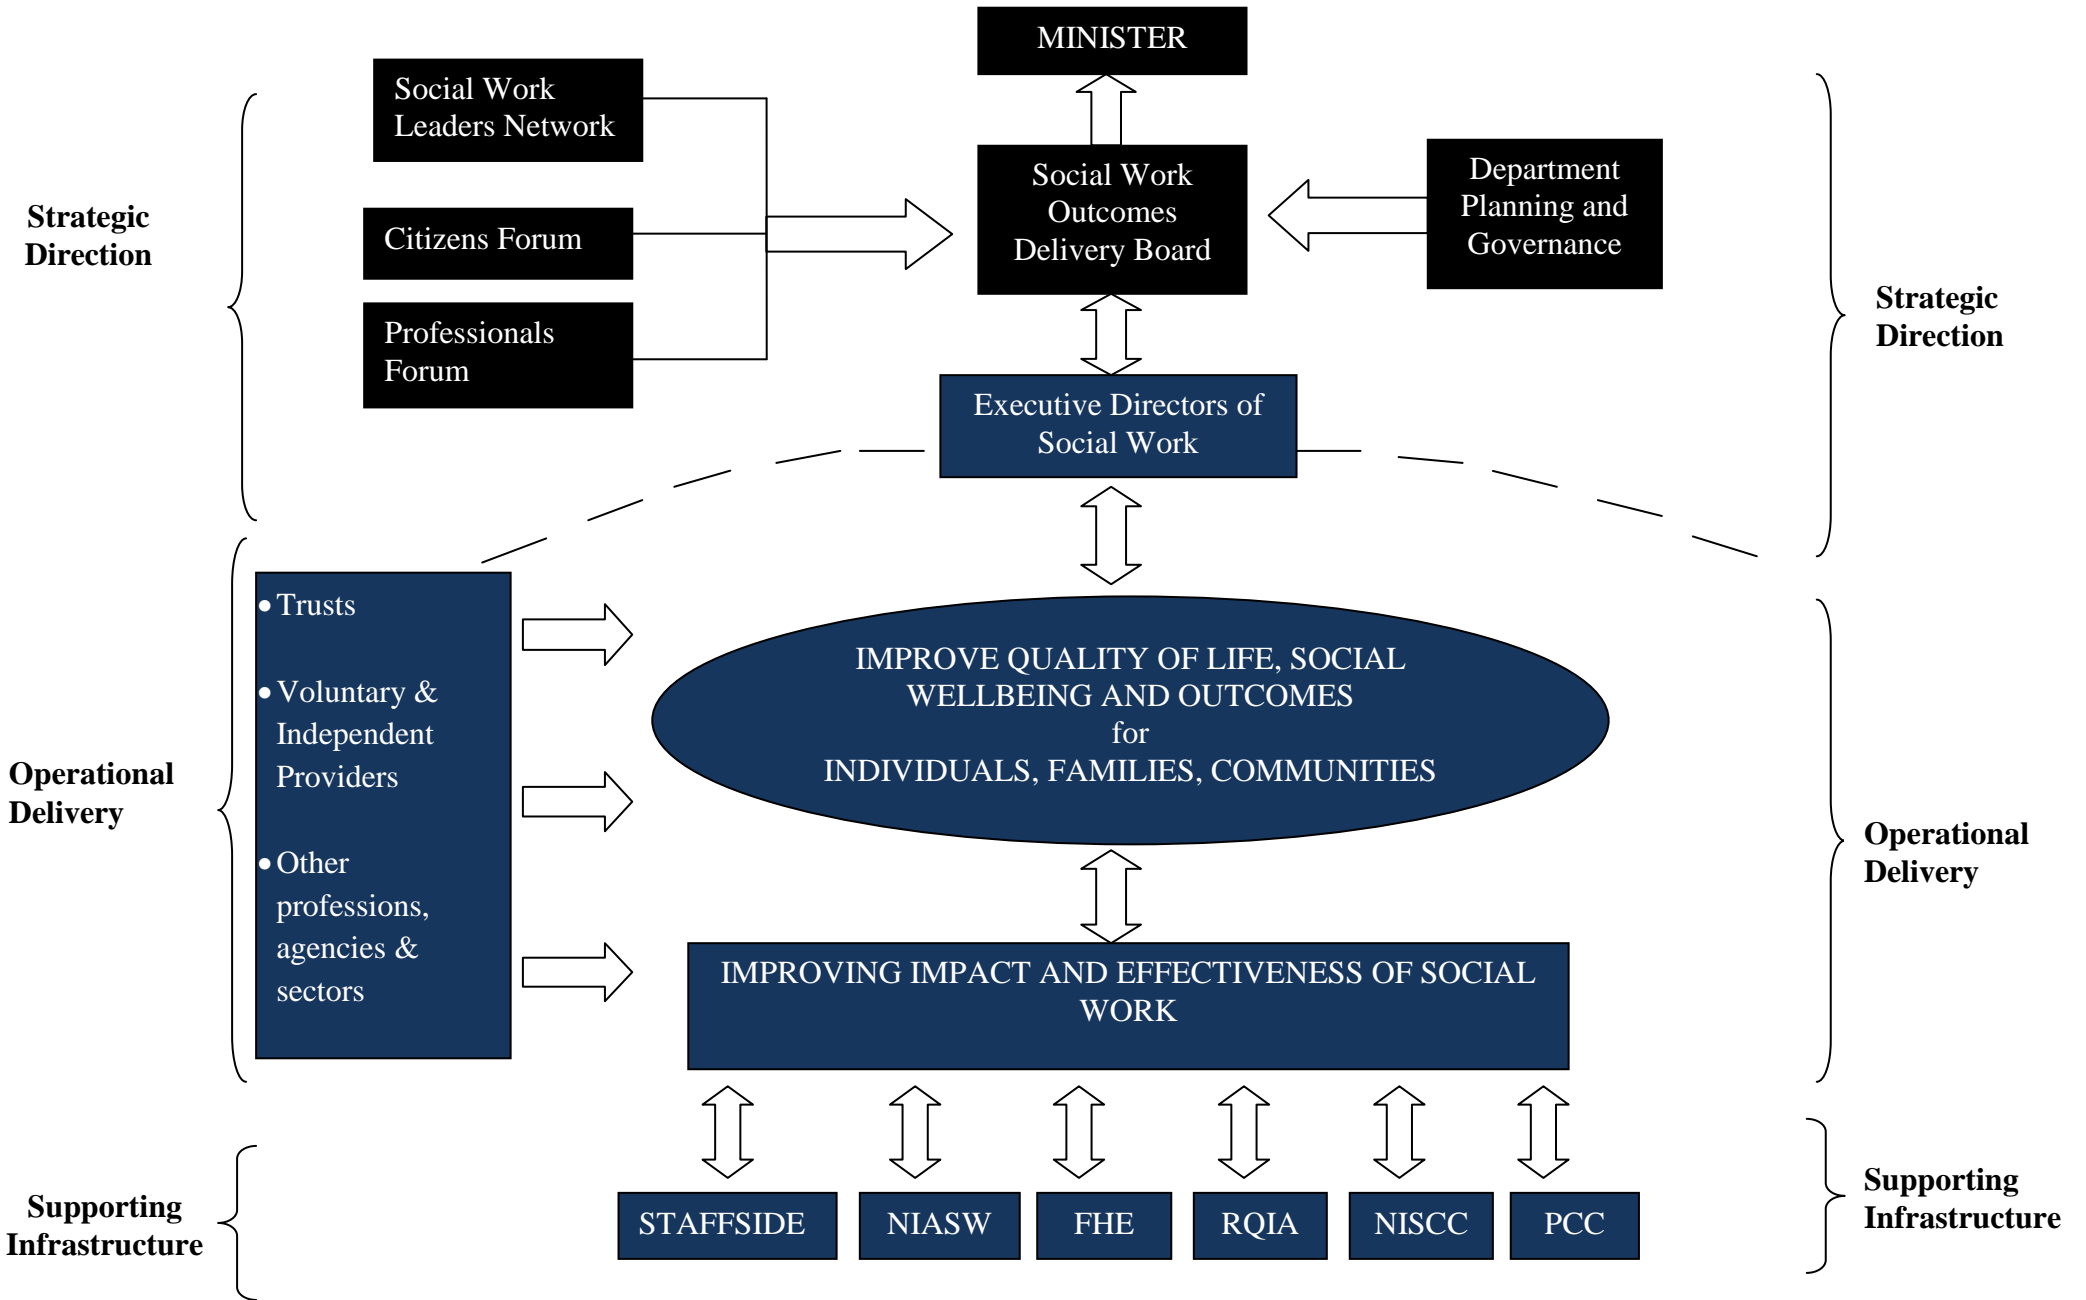 MINISTER
Social Work
Leaders Network
Social Work
Outcomes
Delivery Board
Department
Planning and
Governance
Strategic
Direction
Citizens Forum
Strategic
Direction
Professionals
Forum
Executive Directors of
Social Work
• Trusts
• Voluntary &
Independent
Providers
• Other
professions,
agencies &
sectors
IMPROVE QUALITY OF LIFE, SOCIAL
WELLBEING AND OUTCOMES
for
INDIVIDUALS, FAMILIES, COMMUNITIES
Operational
Delivery
Operational
Delivery
IMPROVING IMPACT AND EFFECTIVENESS OF SOCIAL
WORK
Supporting
Infrastructure
STAFFSIDE
NIASW
FHE
RQIA
NISCC
PCC
Supporting
Infrastructure